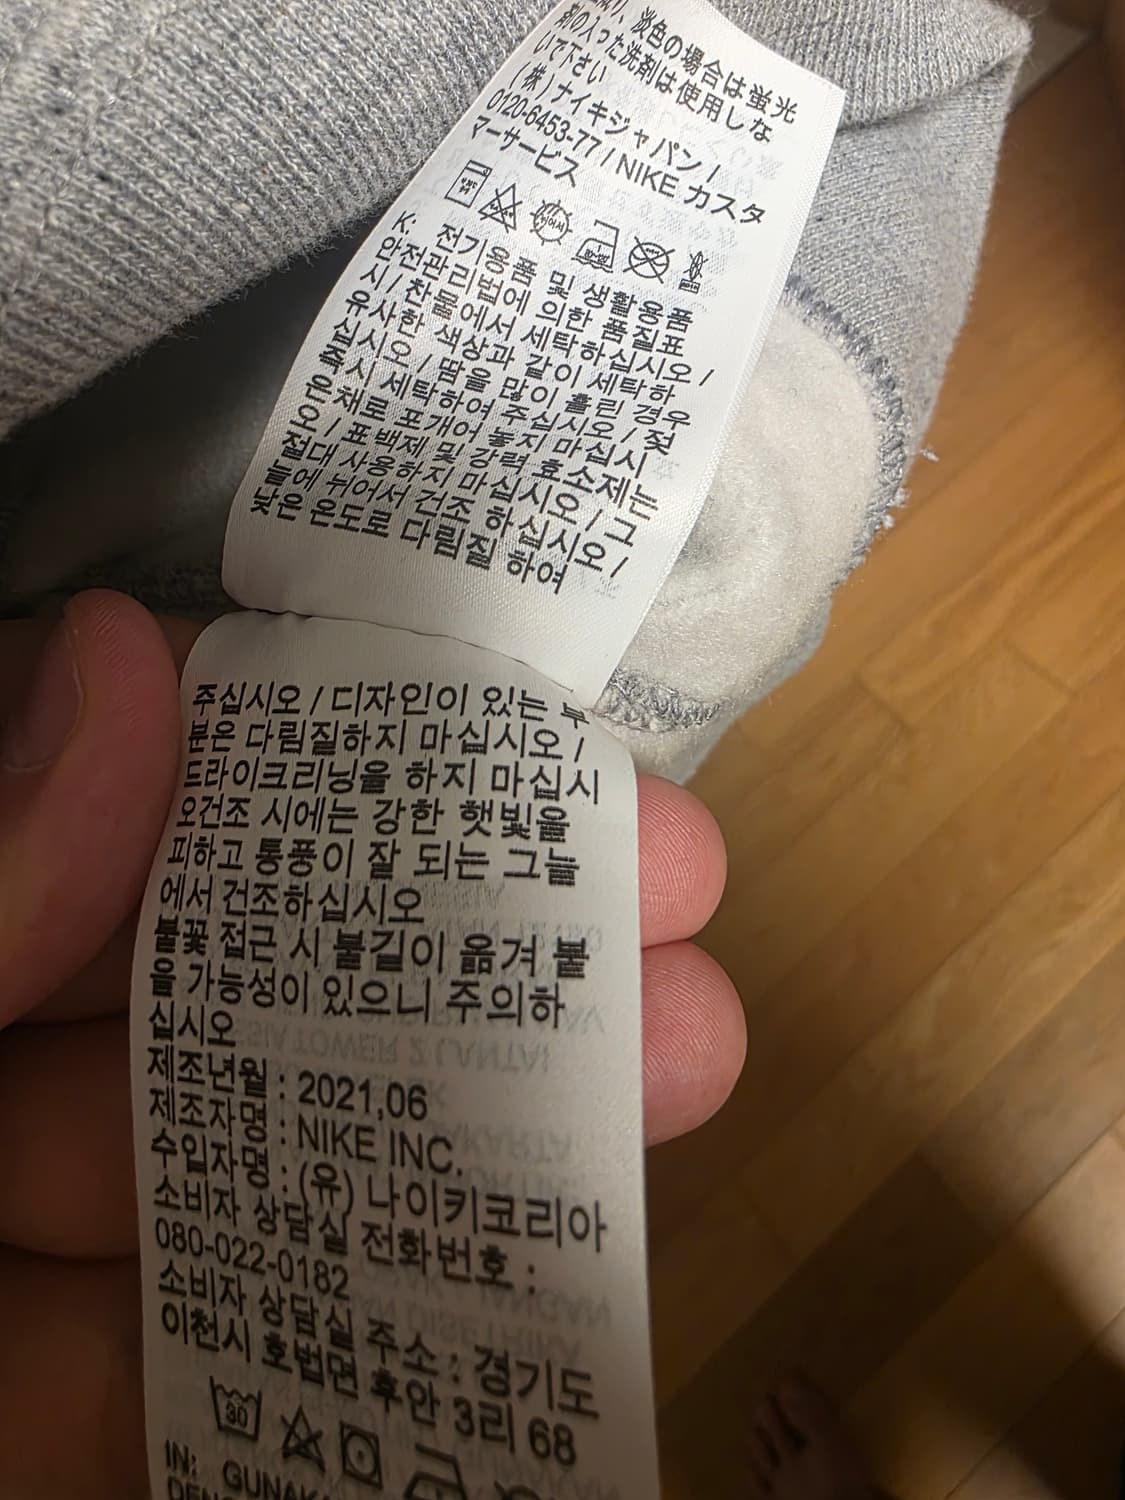 、淡色の場合は蛍光
剤の入った洗剤は使用しな
いで下さい
(株)ナイキジャパン /
0120-6453-77 / NIKE カスタ
マーサービス
K: 전기용품 및 생활용품
안전관리법에 의한 품질표
시 / 찬물에서 세탁하십시오 /
유사한 색상과 같이 세탁하
십시오 / 땀을 많이 흘린 경우
즉시 세탁하여 주십시오 / 젖
은채로 포개어 놓지 마십시
오 / 표백제 및 강력 효소제는
절대 사용하지 마십시오 / 그
늘에 뉘어서 건조 하십시오 /
낮은 온도로 다림질 하여
주십시오 / 디자인이 있는 부
분은 다림질하지 마십시오 /
드라이크리닝을 하지 마십시
오건조 시에는 강한 햇빛을
피하고 통풍이 잘 되는 그늘
에서 건조하십시오
불꽃 접근 시 불길이 옮겨 붙
을 가능성이 있으니 주의하
십시오
제조년월 : 2021,06
제조자명 : NIKE INC.
수입자명 : (유) 나이키코리아
소비자 상담실 전화번호 :
080-022-0182
소비자 상담실 주소 : 경기도
이천시 호법면 후안 3리 68
30
IN: